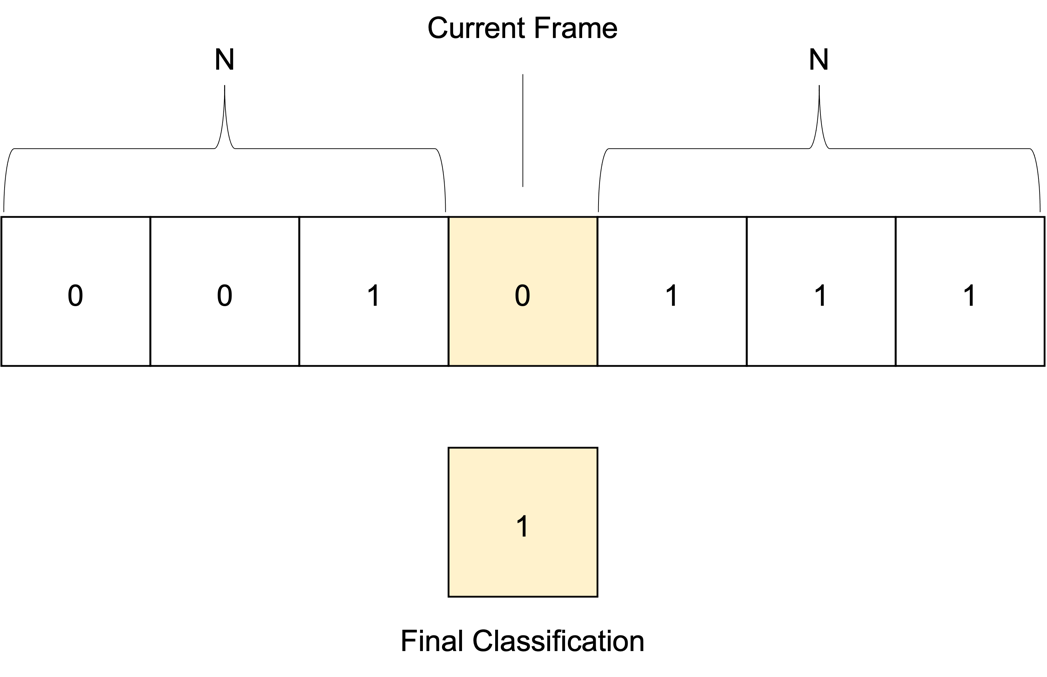 Current Frame
N N
0 0 1 0 1 1 1
1
Final Classification